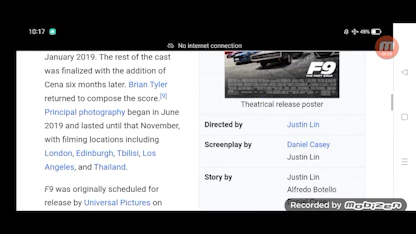 10:17
48%
No internet connection
January 2019. The rest of the cast
was finalized with the addition of
Cena six months later. Brian Tyler
returned to compose the score.[9]
Principal photography began in June
2019 and lasted until that November,
with filming locations including
London, Edinburgh, Tbilisi, Los
Angeles, and Thailand.
F9 was originally scheduled for
release by Universal Pictures on
F9
Theatrical release poster
Directed by Justin Lin
Screenplay by Daniel Casey
Justin Lin
Story by Justin Lin
Alfredo Botello
Recorded by Mobizen